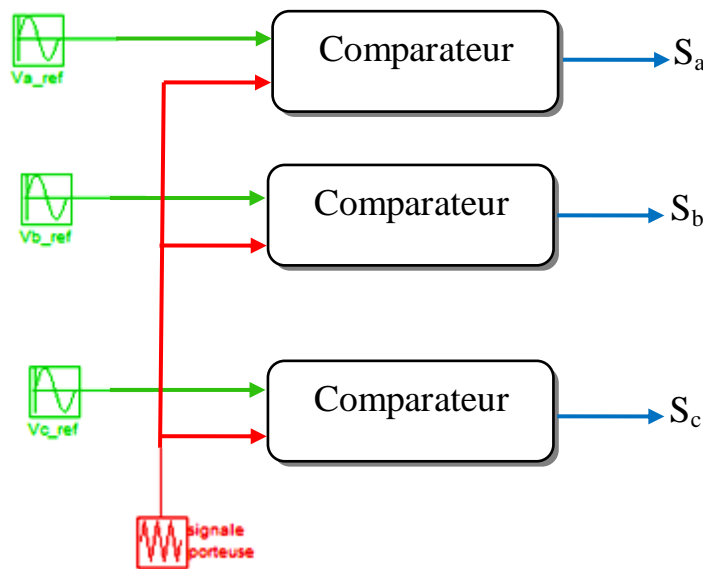 Comparateur
Va_ref
Sa
Comparateur
Vb_ref
Sb
Comparateur
Vc_ref
Sc
signale
porteuse